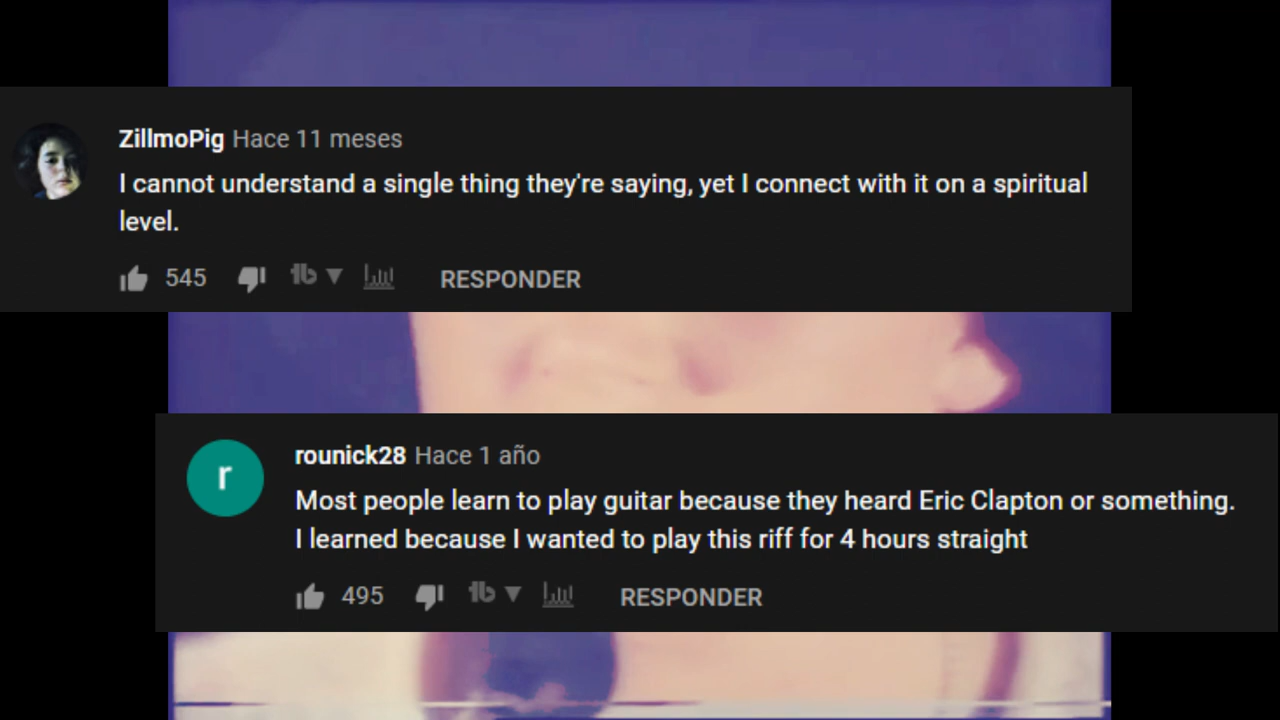 ZillmoPig Hace 11 meses
I cannot understand a single thing they're saying, yet I connect with it on a spiritual
level.
545 RESPONDER
r
rounick28 Hace 1 año
Most people learn to play guitar because they heard Eric Clapton or something.
I learned because I wanted to play this riff for 4 hours straight
495 RESPONDER